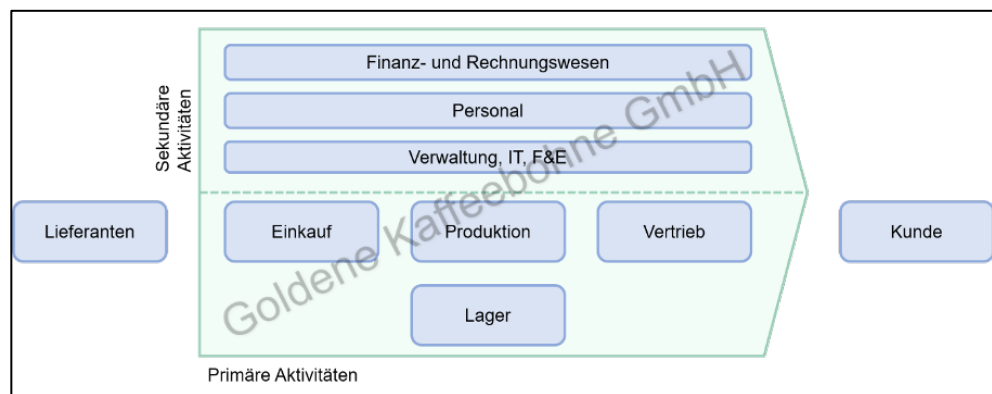 Finanz- und Rechnungswesen
Personal
Verwaltung, IT, F&E
Sekundäre
Aktivitäten
Lieferanten
Einkauf
Produktion
Vertrieb
Kunde
Lager
Primäre Aktivitäten
Goldene Kaffeebohne GmbH